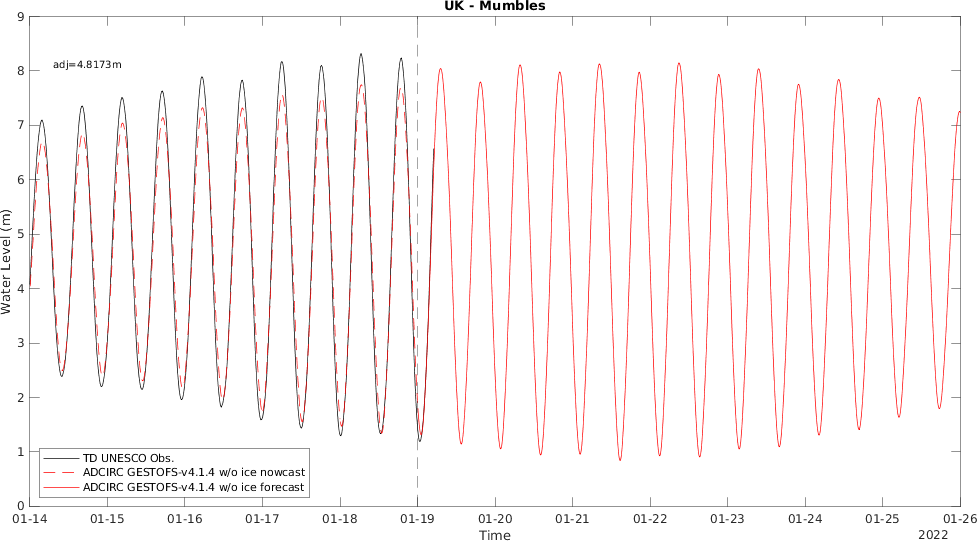 UK - Mumbles
9
8
7
6
5
4
3
2
1
0
Water Level (m)
adj=4.8173m
TD UNESCO Obs.
ADCIRC GESTOFS-v4.1.4 w/o ice nowcast
ADCIRC GESTOFS-v4.1.4 w/o ice forecast
01-14 01-15 01-16 01-17 01-18 01-19 01-20 01-21 01-22 01-23 01-24 01-25 01-26
Time
2022